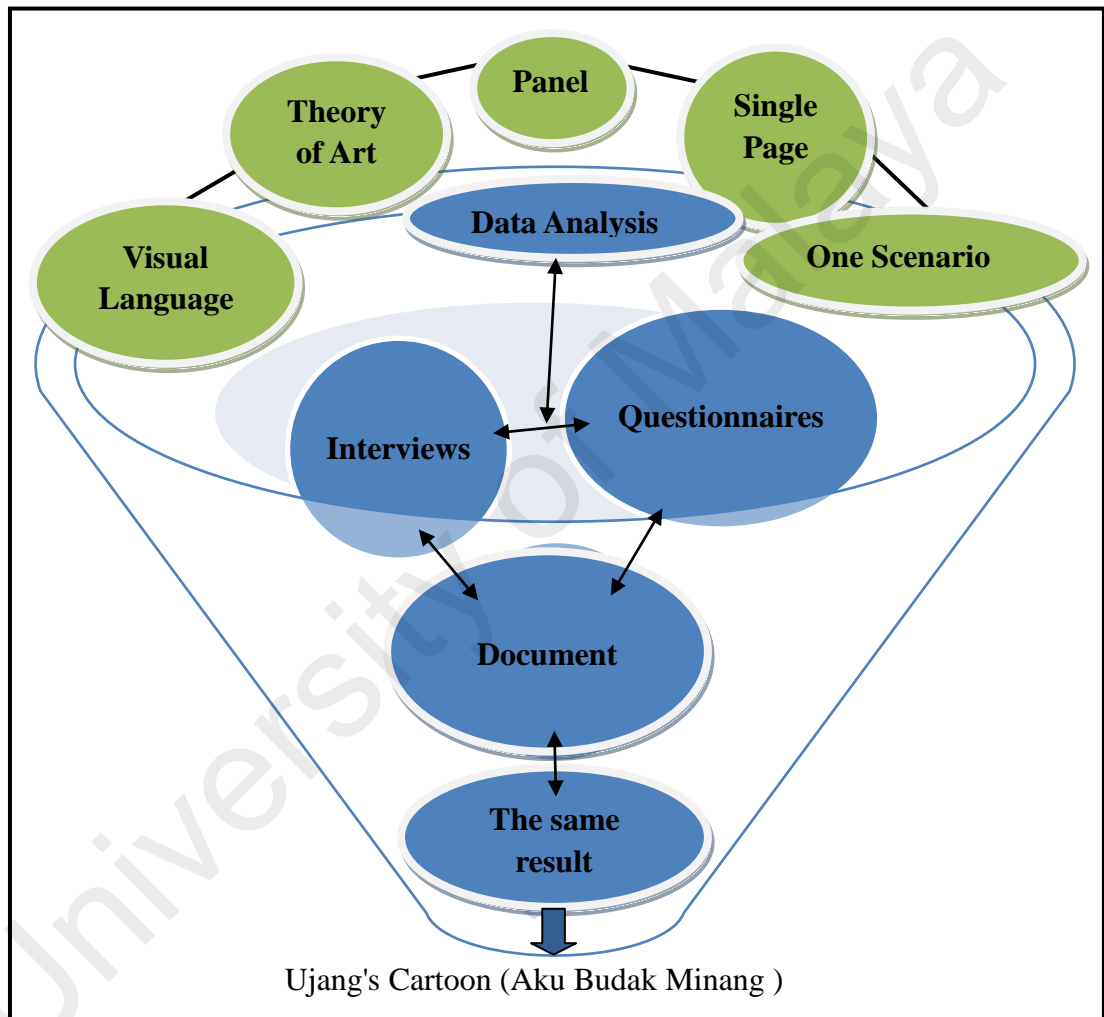 Panel
Theory
of Art
Single
Page
Data Analysis
Visual
Language
One Scenario
Interviews
Questionnaires
Document
The same
result
Ujang's Cartoon (Aku Budak Minang )
University of Malaya